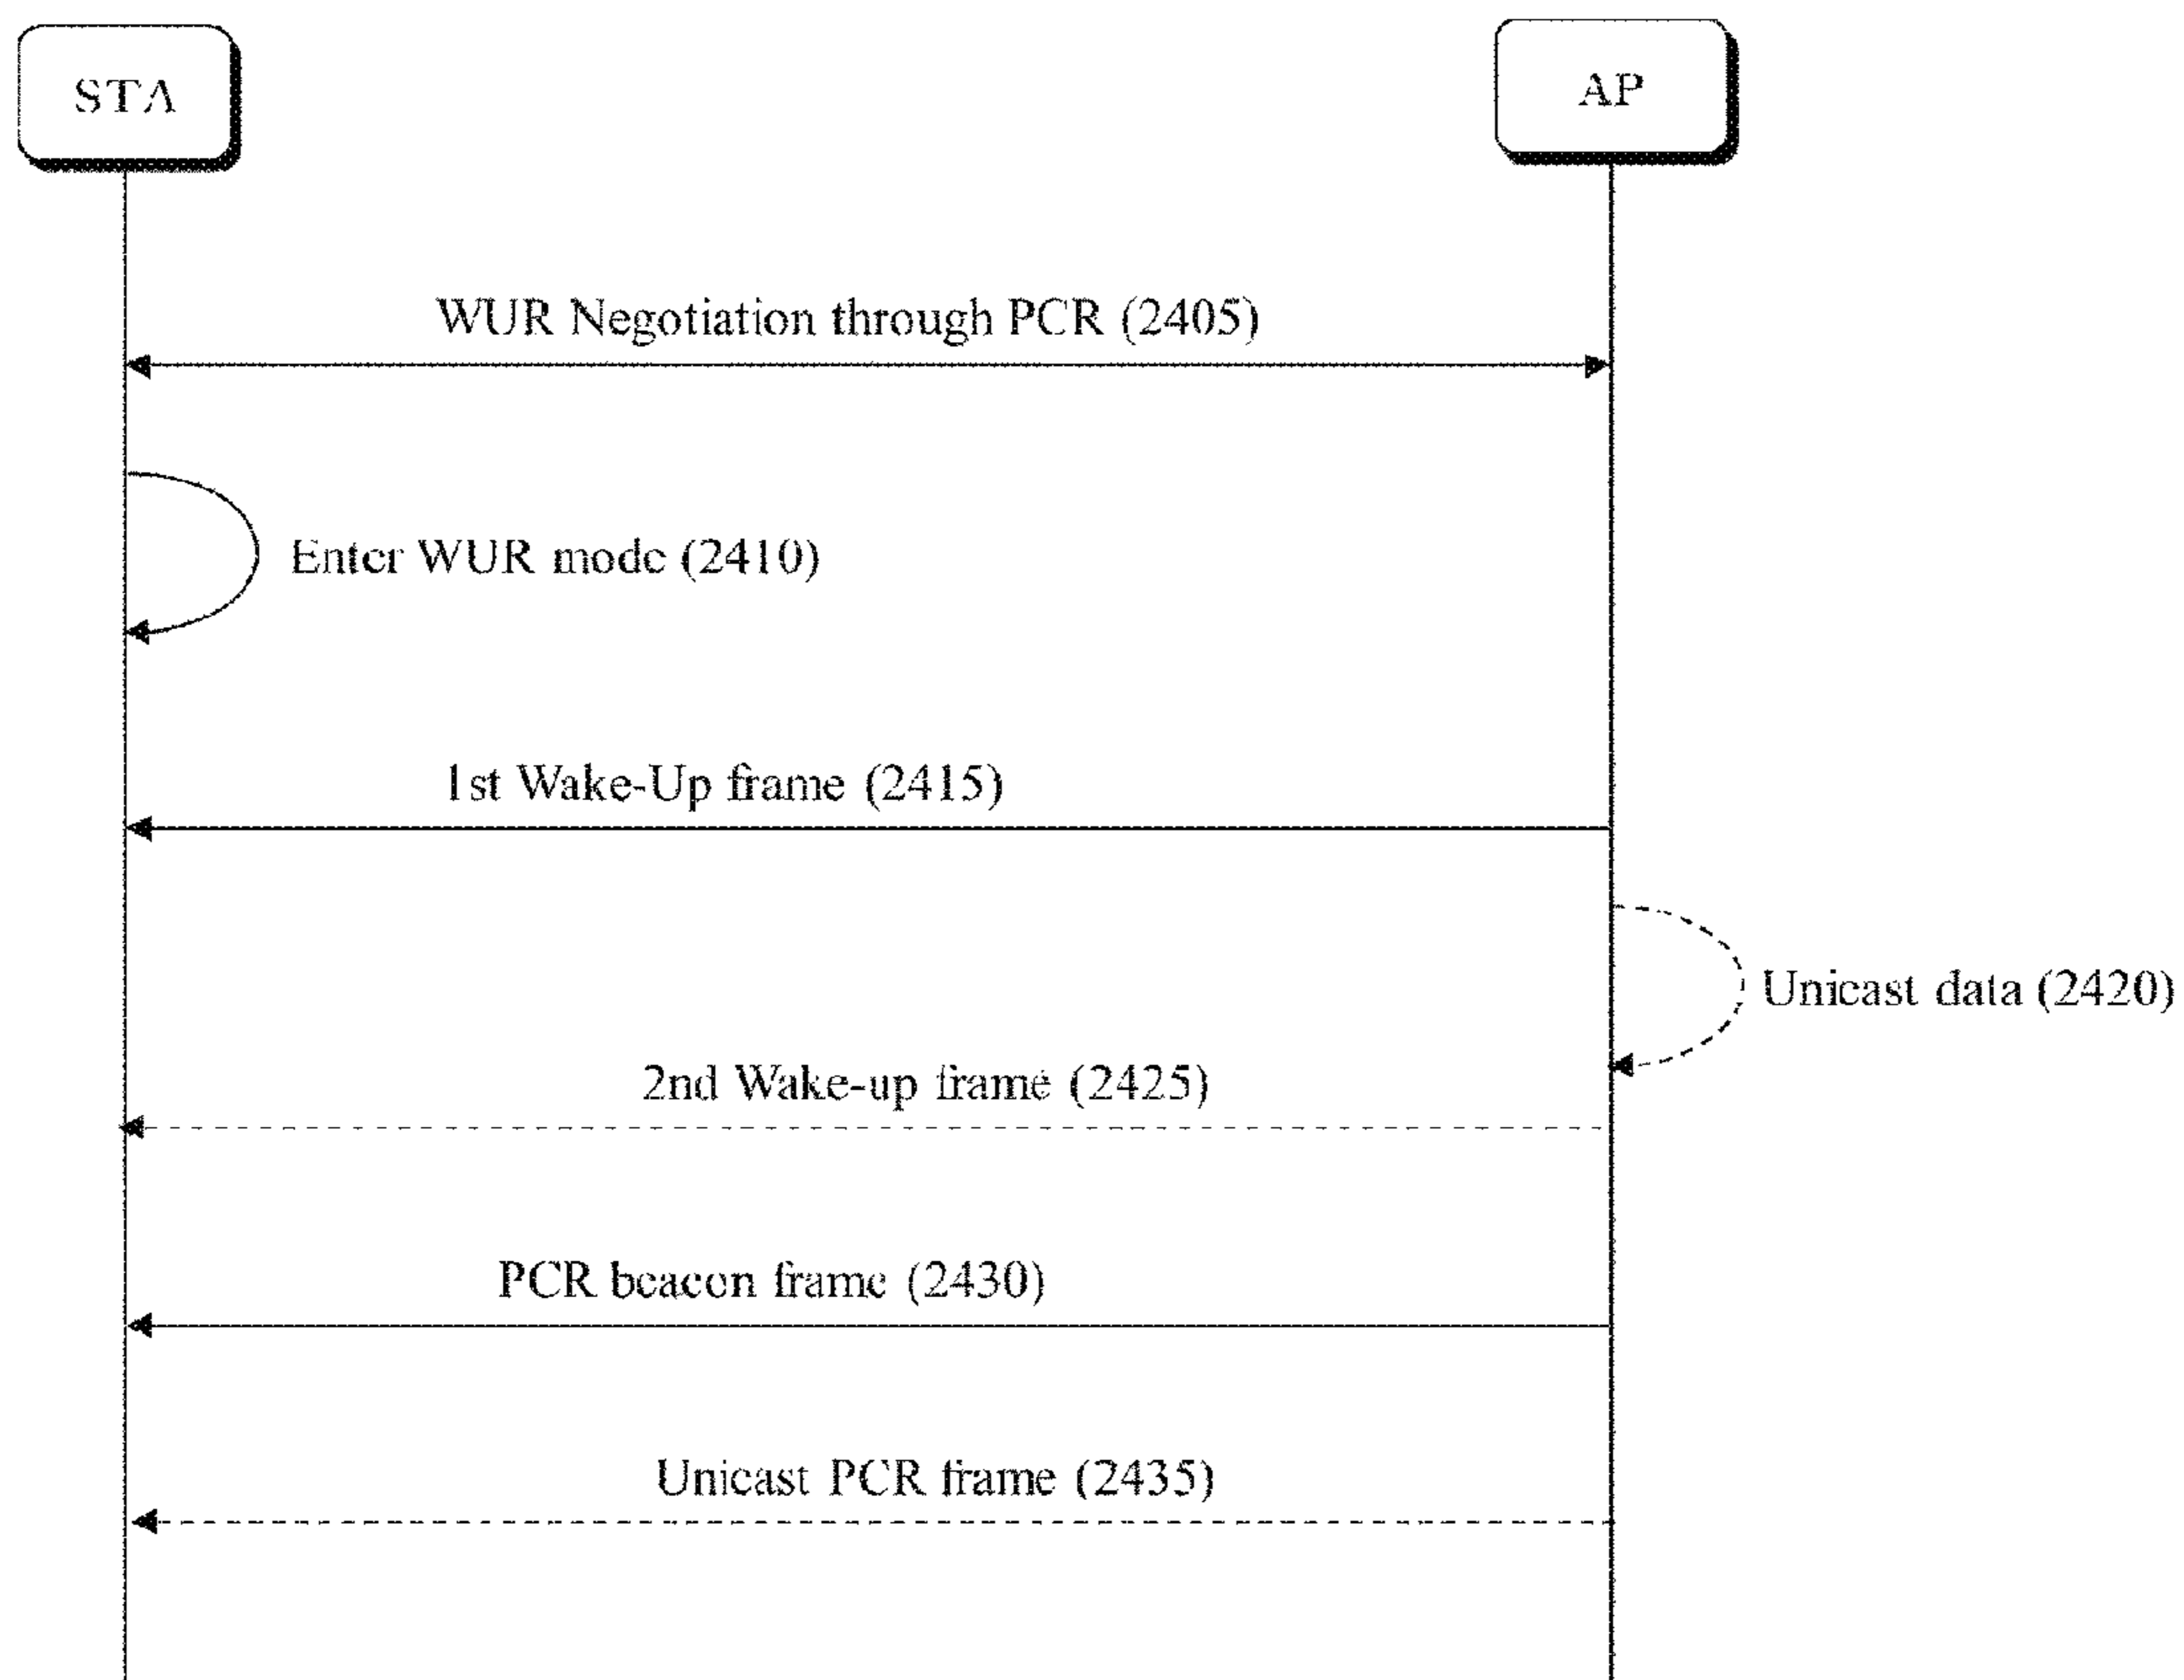 STA
AP
WUR Negotiation through PCR (2405)
Enter WUR mode (2410)
1st Wake-Up frame (2415)
Unicast data (2420)
2nd Wake-up frame (2425)
PCR beacon frame (2430)
Unicast PCR frame (2435)